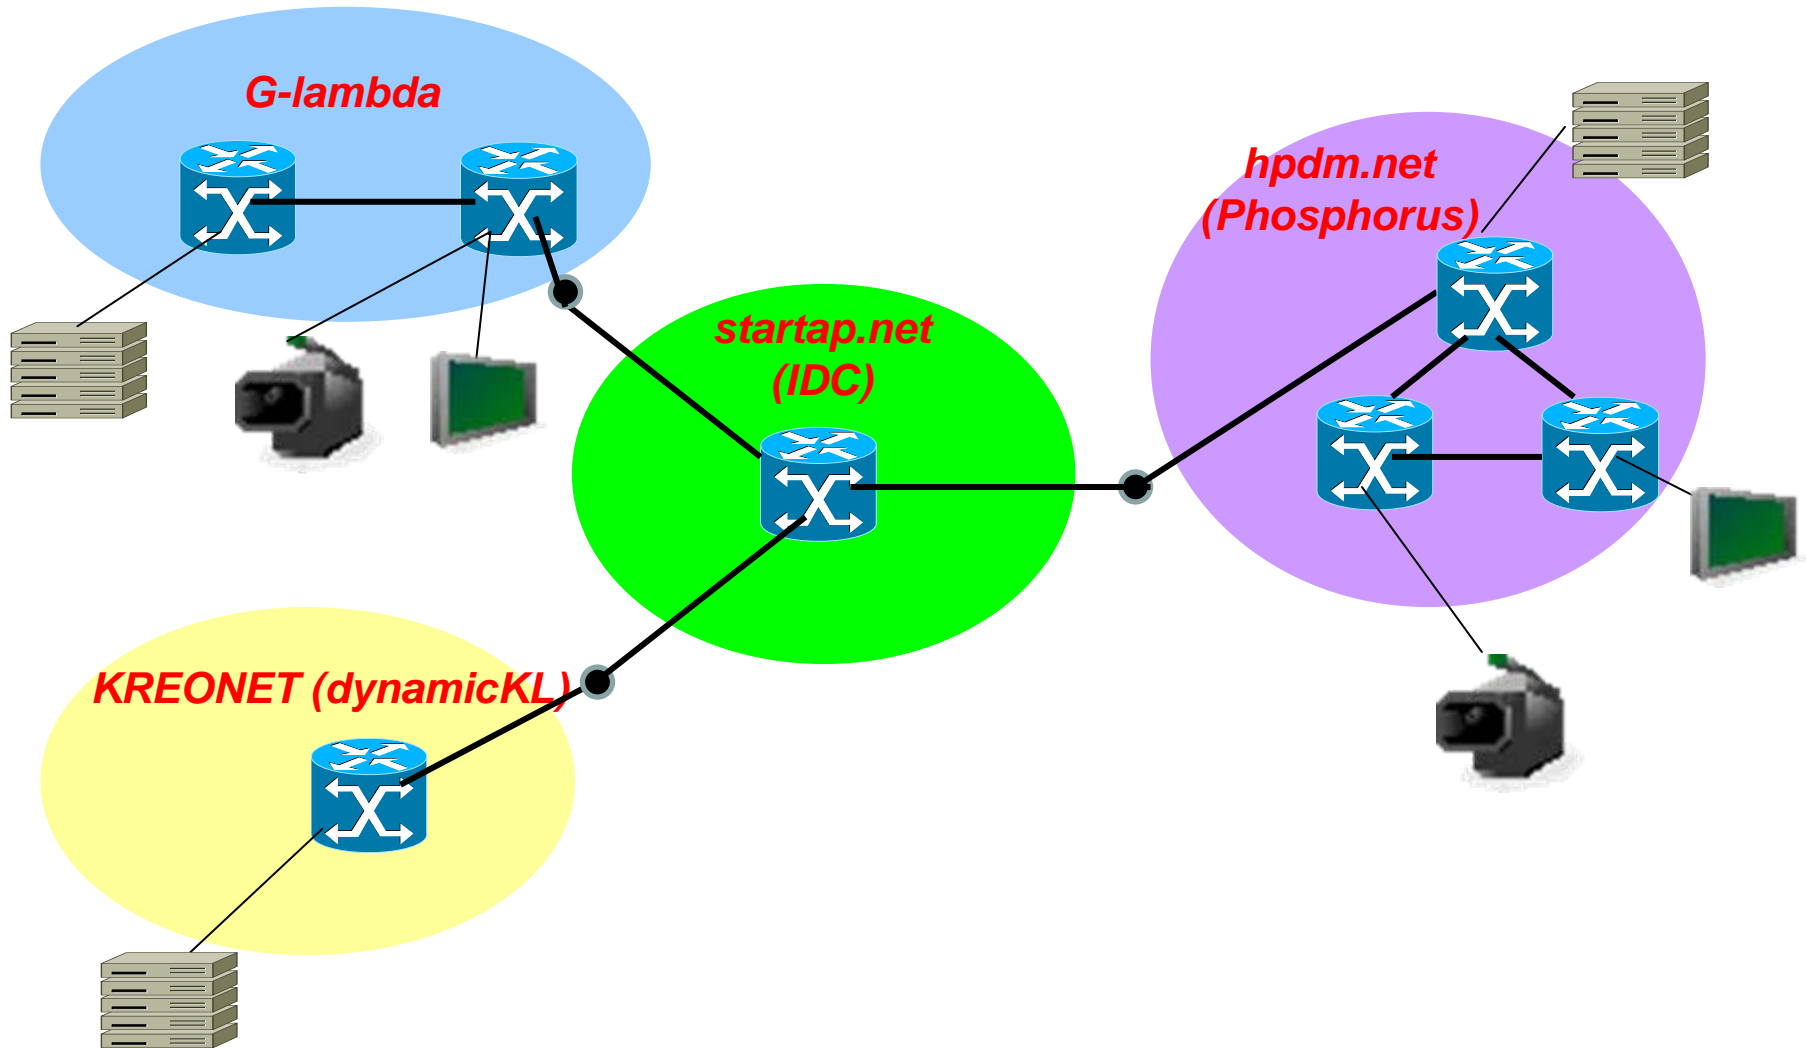 G-lambda
hpdm.net
(Phosphorus)
startap.net
(IDC)
KREONET (dynamicKL)